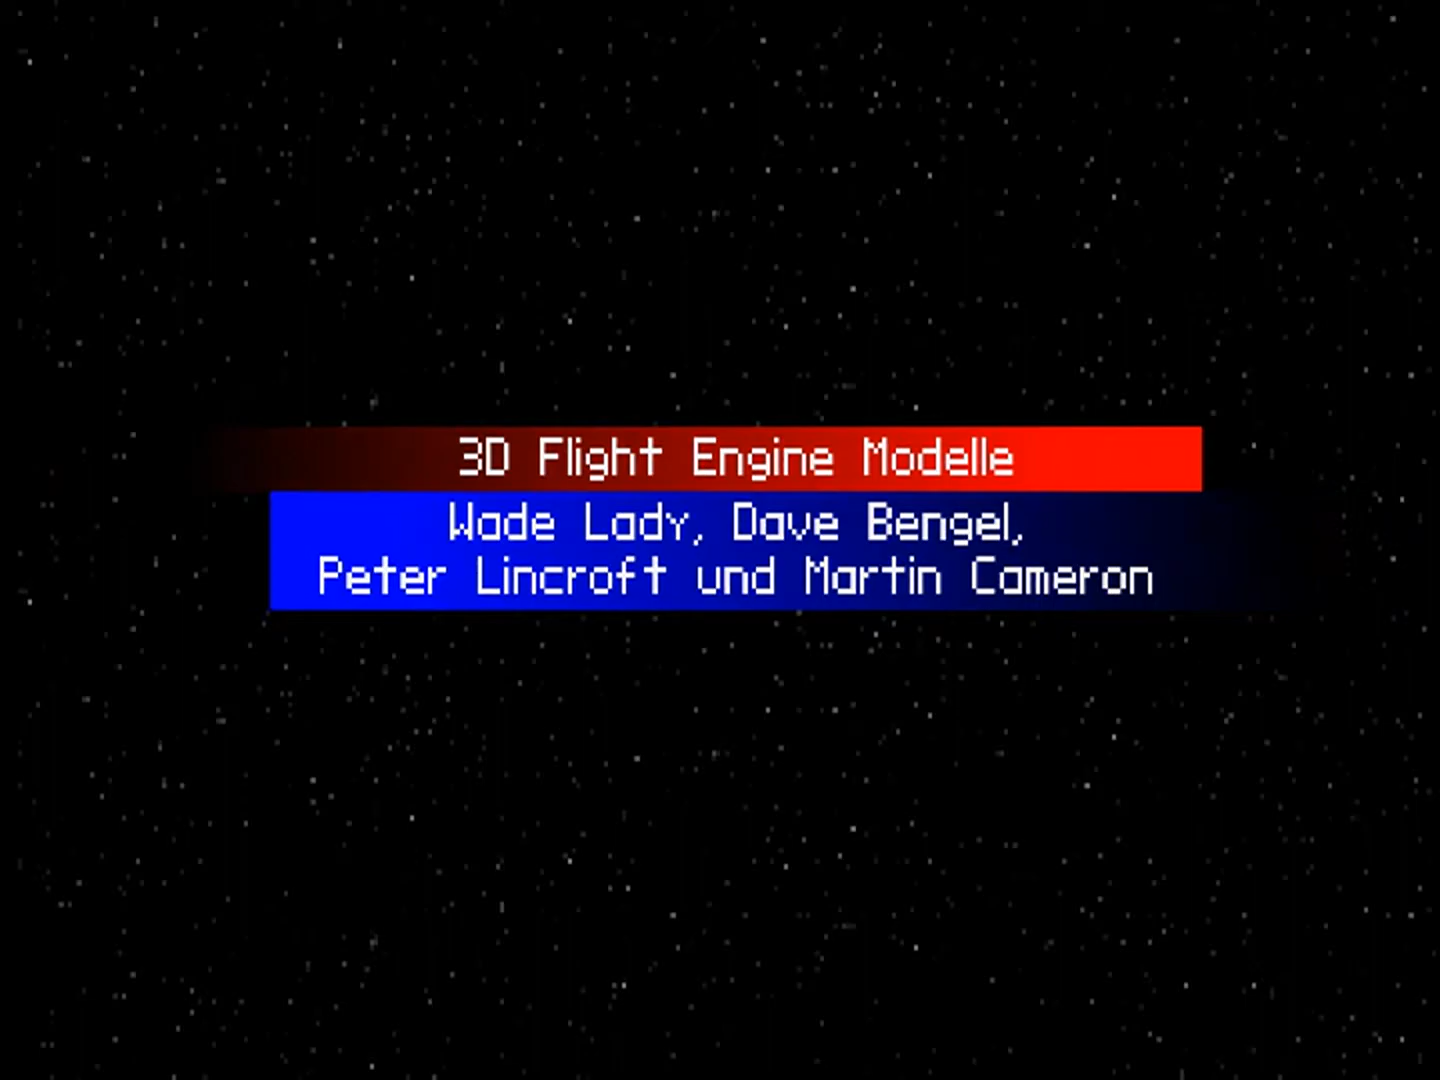 3D Flight Engine Modelle
Wade Lady, Dave Bengel,
Peter Lincroft und Martin Cameron